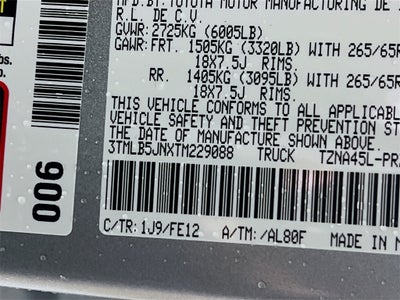 MFD.BY:TOYOTA MOTOR MANUFACTURING DE
R.L. DE C.V.
GVWR: 2725KG (6005LB)
GAWR:FRT. 1505KG (3320LB) WITH 265/65R
18X7.5J RIMS.
RR. 1405KG (3095LB) WITH 265/65R
18X7.5J RIMS.
THIS VEHICLE CONFORMS TO ALL APPLICABL
VEHICLE SAFETY AND THEFT PREVENTION S
THE DATE OF MANUFACTURE SHOWN ABOVE.
3TMLB5JNXTM229088 TRUCK TZNA45L-PR
C/TR: 1J9/FE12 A/TM: /AL80F MADE IN M
bs.
900